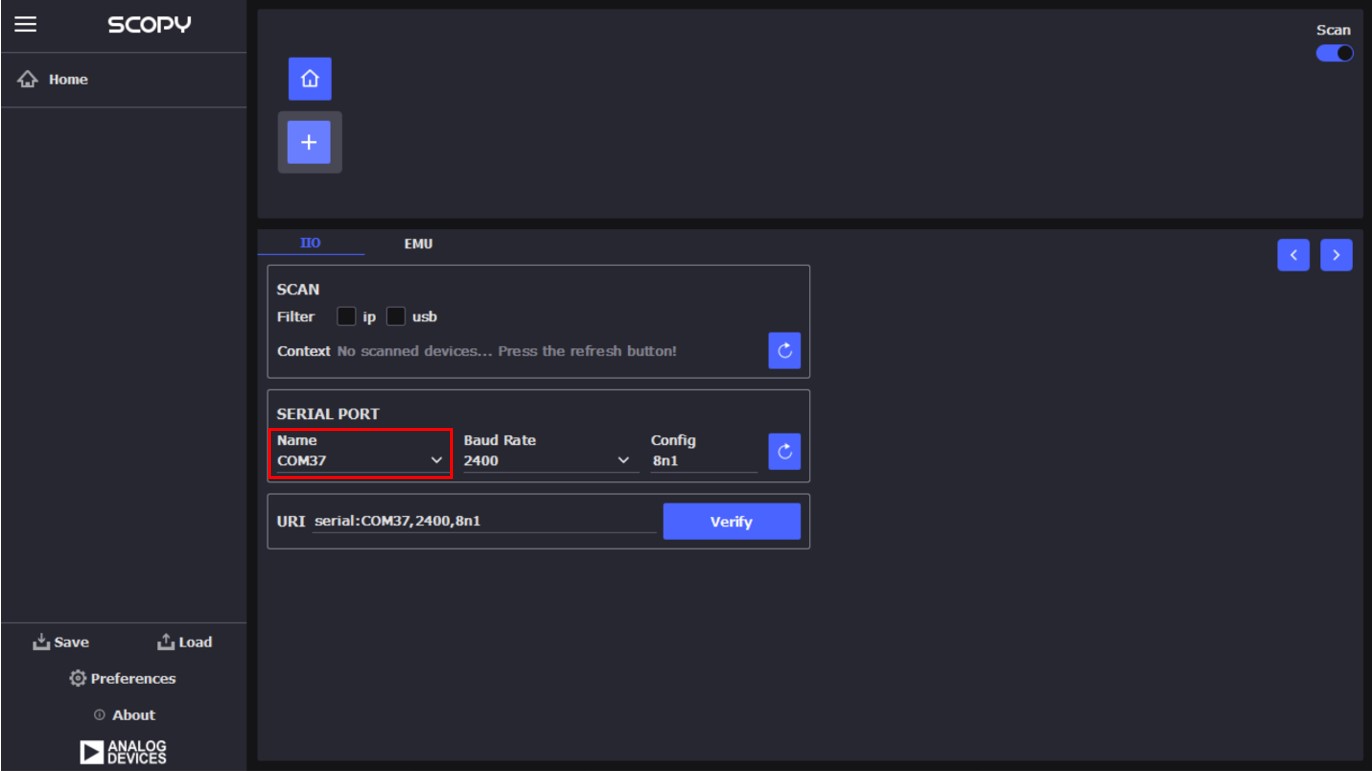 SCOPY
Home
Save
Load
Preferences
About
ANALOG
DEVICES
Scan
IIO
EMU
SCAN
Filter ip usb
Context No scanned devices... Press the refresh button!
SERIAL PORT
Name Baud Rate Config
COM37 2400 8n1
URI serial:COM37,2400,8n1 Verify